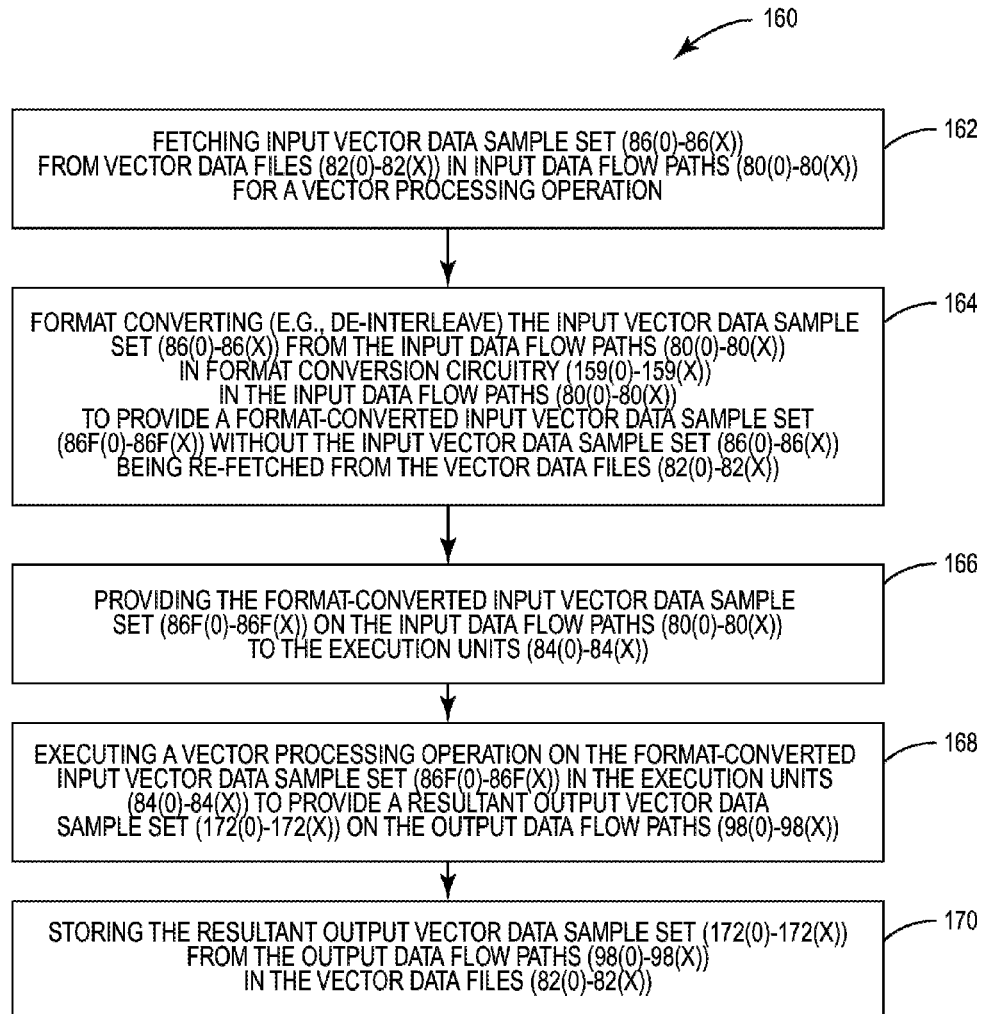 160
FETCHING INPUT VECTOR DATA SAMPLE SET (86(0)-86(X))
FROM VECTOR DATA FILES (82(0)-82(X)) IN INPUT DATA FLOW PATHS (80(0)-80(X))
FOR A VECTOR PROCESSING OPERATION
162
FORMAT CONVERTING (E.G., DE-INTERLEAVE) THE INPUT VECTOR DATA SAMPLE
SET (86(0)-86(X)) FROM THE INPUT DATA FLOW PATHS (80(0)-80(X))
IN FORMAT CONVERSION CIRCUITRY (159(0)-159(X))
IN THE INPUT DATA FLOW PATHS (80(0)-80(X))
TO PROVIDE A FORMAT-CONVERTED INPUT VECTOR DATA SAMPLE SET
(86F(0)-86F(X)) WITHOUT THE INPUT VECTOR DATA SAMPLE SET (86(0)-86(X))
BEING RE-FETCHED FROM THE VECTOR DATA FILES (82(0)-82(X))
164
PROVIDING THE FORMAT-CONVERTED INPUT VECTOR DATA SAMPLE
SET (86F(0)-86F(X)) ON THE INPUT DATA FLOW PATHS (80(0)-80(X))
TO THE EXECUTION UNITS (84(0)-84(X))
166
EXECUTING A VECTOR PROCESSING OPERATION ON THE FORMAT-CONVERTED
INPUT VECTOR DATA SAMPLE SET (86F(0)-86F(X)) IN THE EXECUTION UNITS
(84(0)-84(X)) TO PROVIDE A RESULTANT OUTPUT VECTOR DATA
SAMPLE SET (172(0)-172(X)) ON THE OUTPUT DATA FLOW PATHS (98(0)-98(X))
168
STORING THE RESULTANT OUTPUT VECTOR DATA SAMPLE SET (172(0)-172(X))
FROM THE OUTPUT DATA FLOW PATHS (98(0)-98(X))
IN THE VECTOR DATA FILES (82(0)-82(X))
170